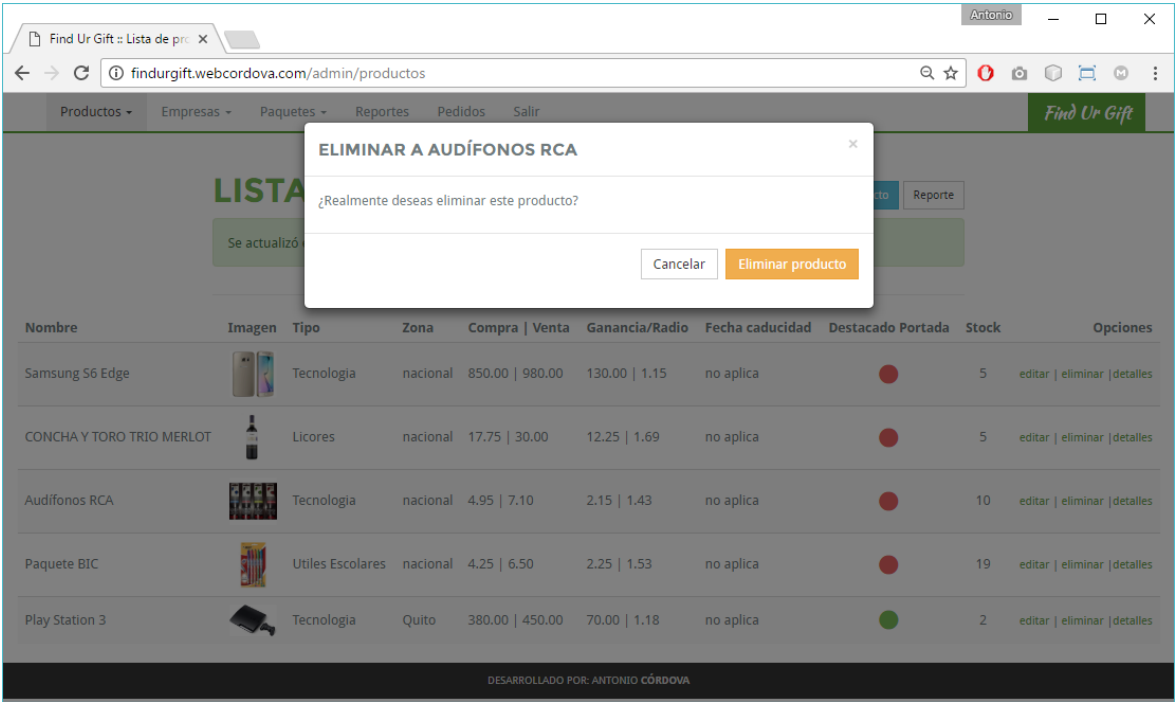 Antonio
Find Ur Gift :: Lista de pro
findurgift.webcordova.com/admin/productos
Productos Empresas Paquetes Reportes Pedidos Salir Find Ur Gift
ELIMINAR A AUDÍFONOS RCA ×
LISTA cto Reporte
¿Realmente deseas eliminar este producto?
Se actualizó
Cancelar Eliminar producto
Nombre Imagen Tipo Zona Compra | Venta Ganancia/Radio Fecha caducidad Destacado Portada Stock Opciones
Samsung S6 Edge Tecnologia nacional 850.00 | 980.00 130.00 | 1.15 no aplica 5 editar | eliminar |detalles
CONCHA Y TORO TRIO MERLOT Licores nacional 17.75 | 30.00 12.25 | 1.69 no aplica 5 editar | eliminar |detalles
Audífonos RCA Tecnologia nacional 4.95 | 7.10 2.15 | 1.43 no aplica 10 editar | eliminar |detalles
Paquete BIC Utiles Escolares nacional 4.25 | 6.50 2.25 | 1.53 no aplica 19 editar | eliminar |detalles
Play Station 3 Tecnologia Quito 380.00 | 450.00 70.00 | 1.18 no aplica 2 editar | eliminar |detalles
DESARROLLADO POR: ANTONIO CÓRDOVA